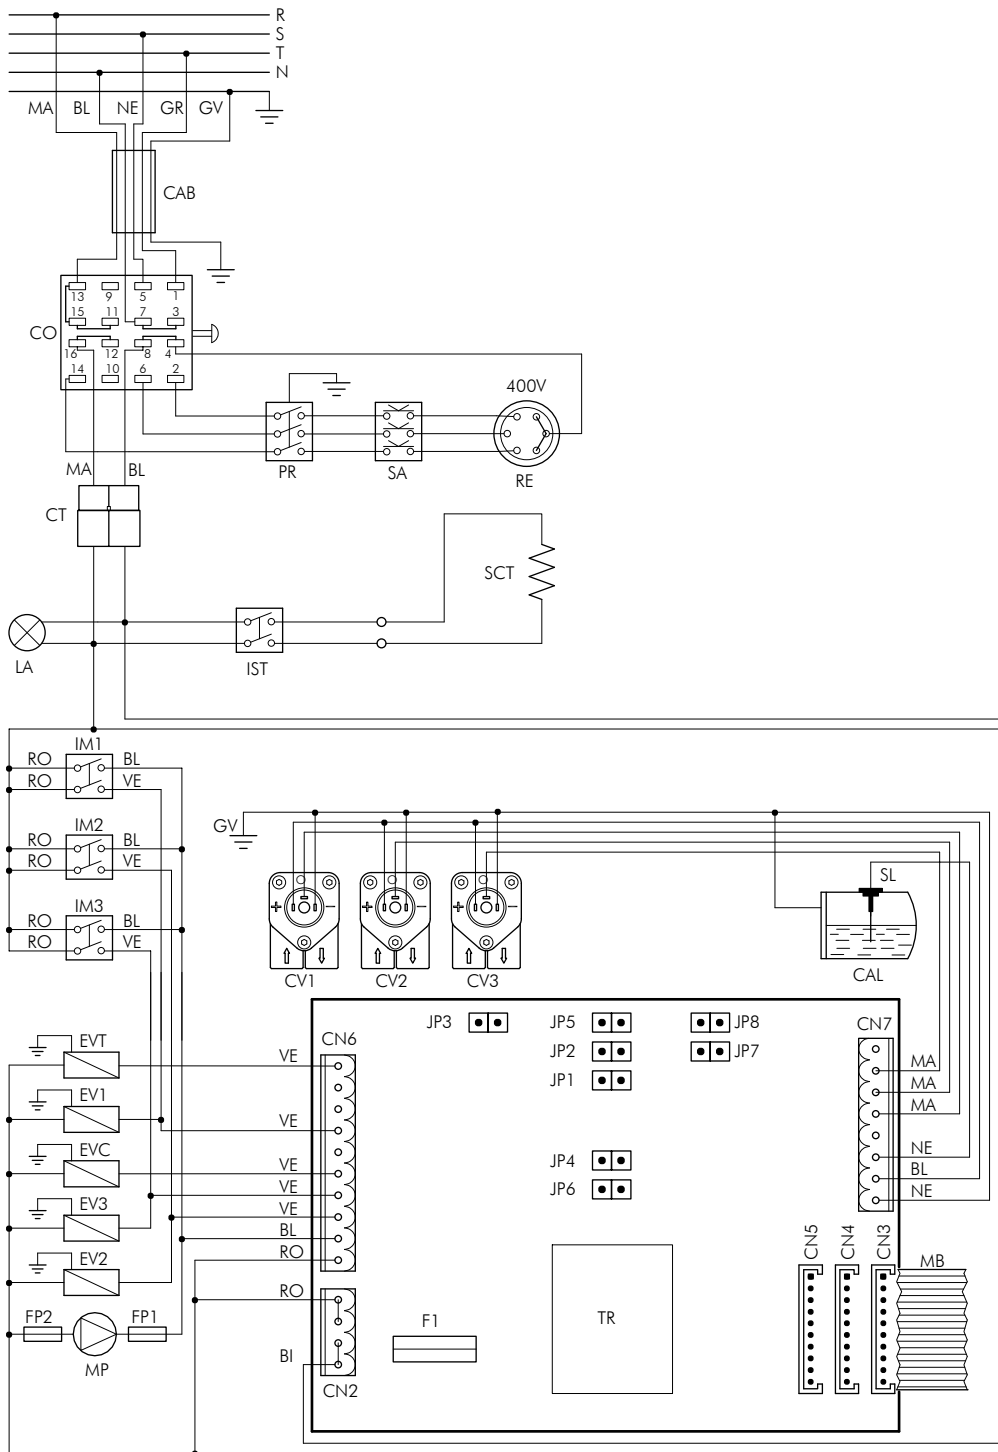 R
S
T
N
MA BL NE GR GV
CAB
13 9 5 1
15 11 7 3
CO
16 12 8 4
14 10 6 2
400V
PR SA RE
MA BL
CT
SCT
LA IST
IM1
RO BL
RO VE
IM2
RO BL
RO VE
IM3
RO BL
RO VE
GV
+ − + − + −
CV1 CV2 CV3
SL
CAL
JP3 JP5 JP8
JP2 JP7
JP1
JP4
JP6
CN6 CN7
EVT VE
EV1 VE
EVC VE
EV3 VE
VE
EV2 BL
RO
MA
MA
MA
NE
BL
NE
FP2 FP1
MP
RO
BI
CN2
F1
TR
CN5 CN4 CN3
MB